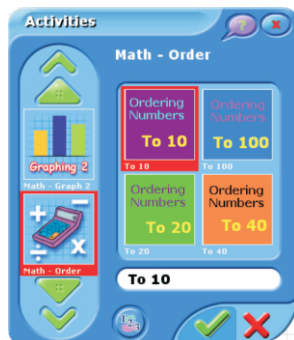 Activities
?
x
Math - Order
Graphing 2
Math - Graph 2
+ - ÷ x
Math - Order
Ordering
Numbers
To 10
To 10
Ordering
Numbers
To 100
To 100
Ordering
Numbers
To 20
To 20
Ordering
Numbers
To 40
To 40
To 10
123